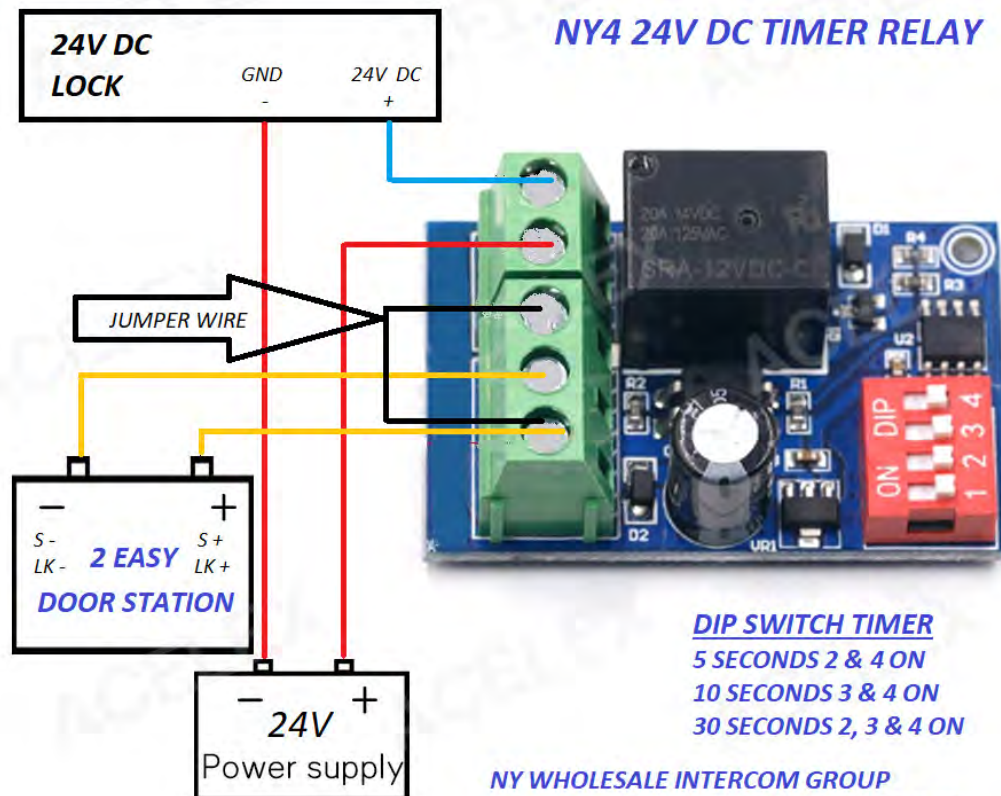 NY4 24V DC TIMER RELAY
24V DC
LOCK
GND
-
24V DC
+
JUMPER WIRE
20A 14VDC
20A 125VAC
SRA-12VDC-C
D1
R4
R3
U2
R2
R1
D2
VR1
ON DIP
1 2 3 4
-
+
S -
S +
LK -
LK +
2 EASY
DOOR STATION
-
+
24V
Power supply
DIP SWITCH TIMER
5 SECONDS 2 & 4 ON
10 SECONDS 3 & 4 ON
30 SECONDS 2, 3 & 4 ON
NY WHOLESALE INTERCOM GROUP